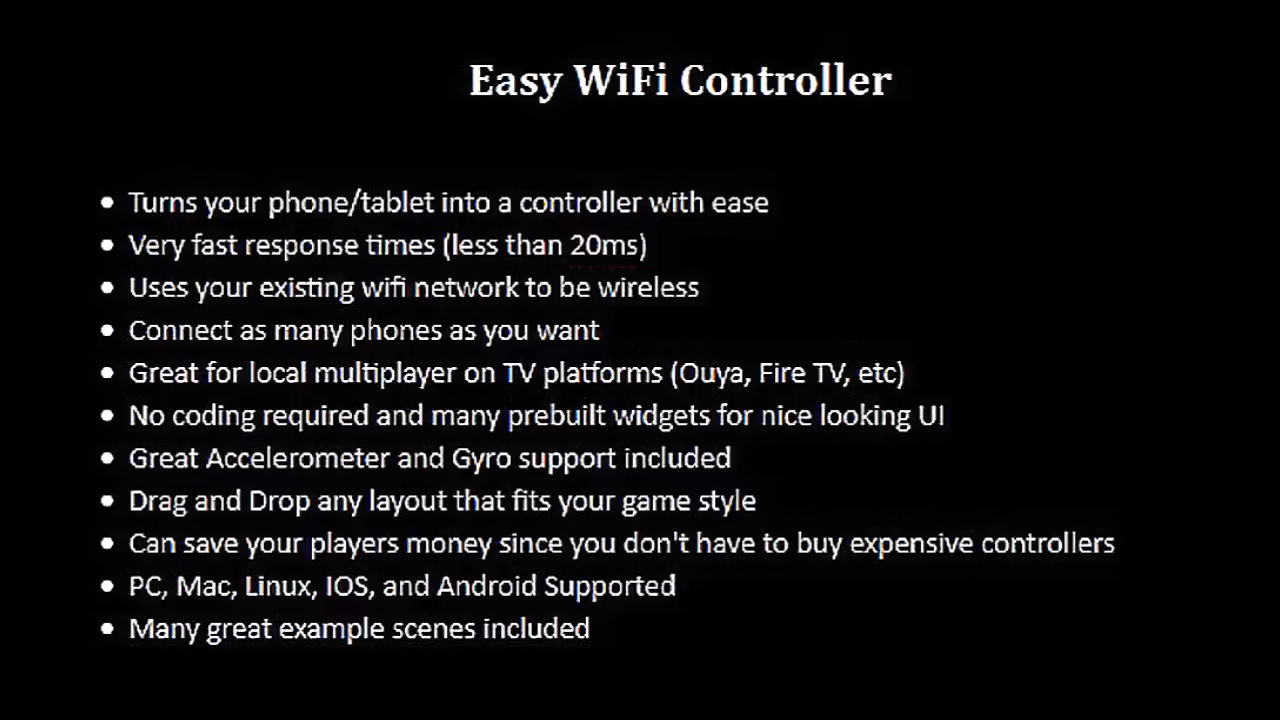 Easy WiFi Controller
• Turns your phone/tablet into a controller with ease
• Very fast response times (less than 20ms)
• Uses your existing wifi network to be wireless
• Connect as many phones as you want
• Great for local multiplayer on TV platforms (Ouya, Fire TV, etc)
• No coding required and many prebuilt widgets for nice looking UI
• Great Accelerometer and Gyro support included
• Drag and Drop any layout that fits your game style
• Can save your players money since you don't have to buy expensive controllers
• PC, Mac, Linux, IOS, and Android Supported
• Many great example scenes included